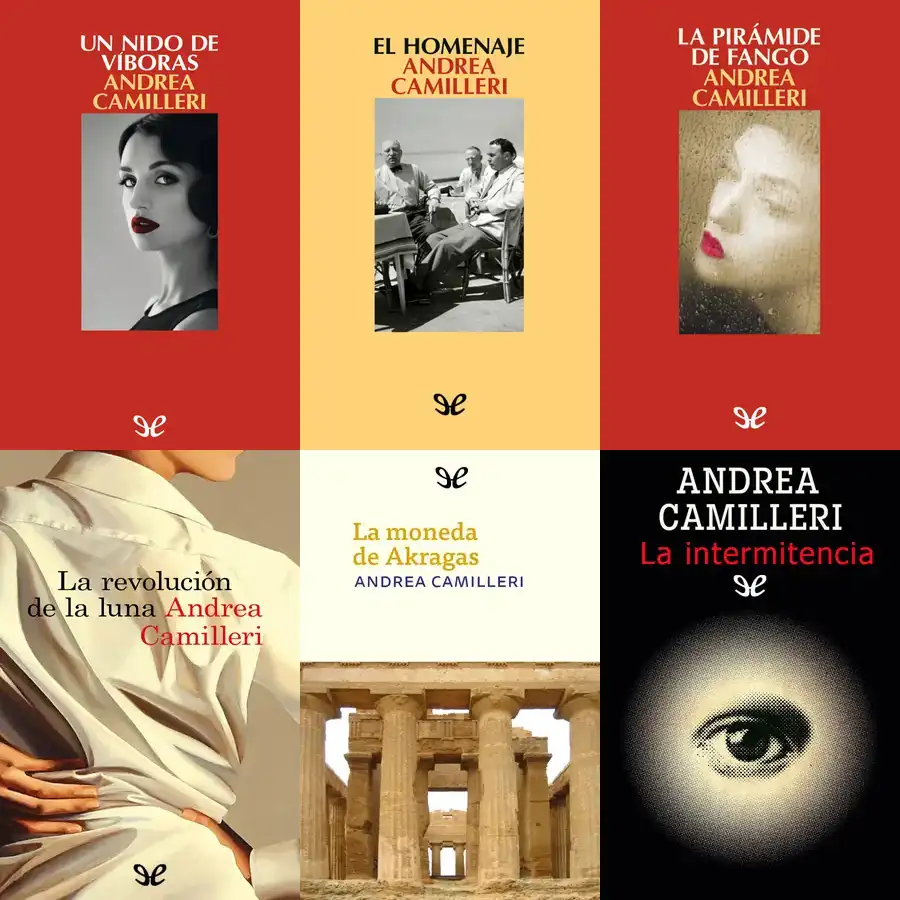 UN NIDO DE
VÍBORAS
ANDREA
CAMILLERI
EL HOMENAJE
ANDREA
CAMILLERI
LA PIRÁMIDE
DE FANGO
ANDREA
CAMILLERI
La revolución
de la luna Andrea
Camilleri
La moneda
de Akragas
ANDREA CAMILLERI
ANDREA
CAMILLERI
La intermitencia